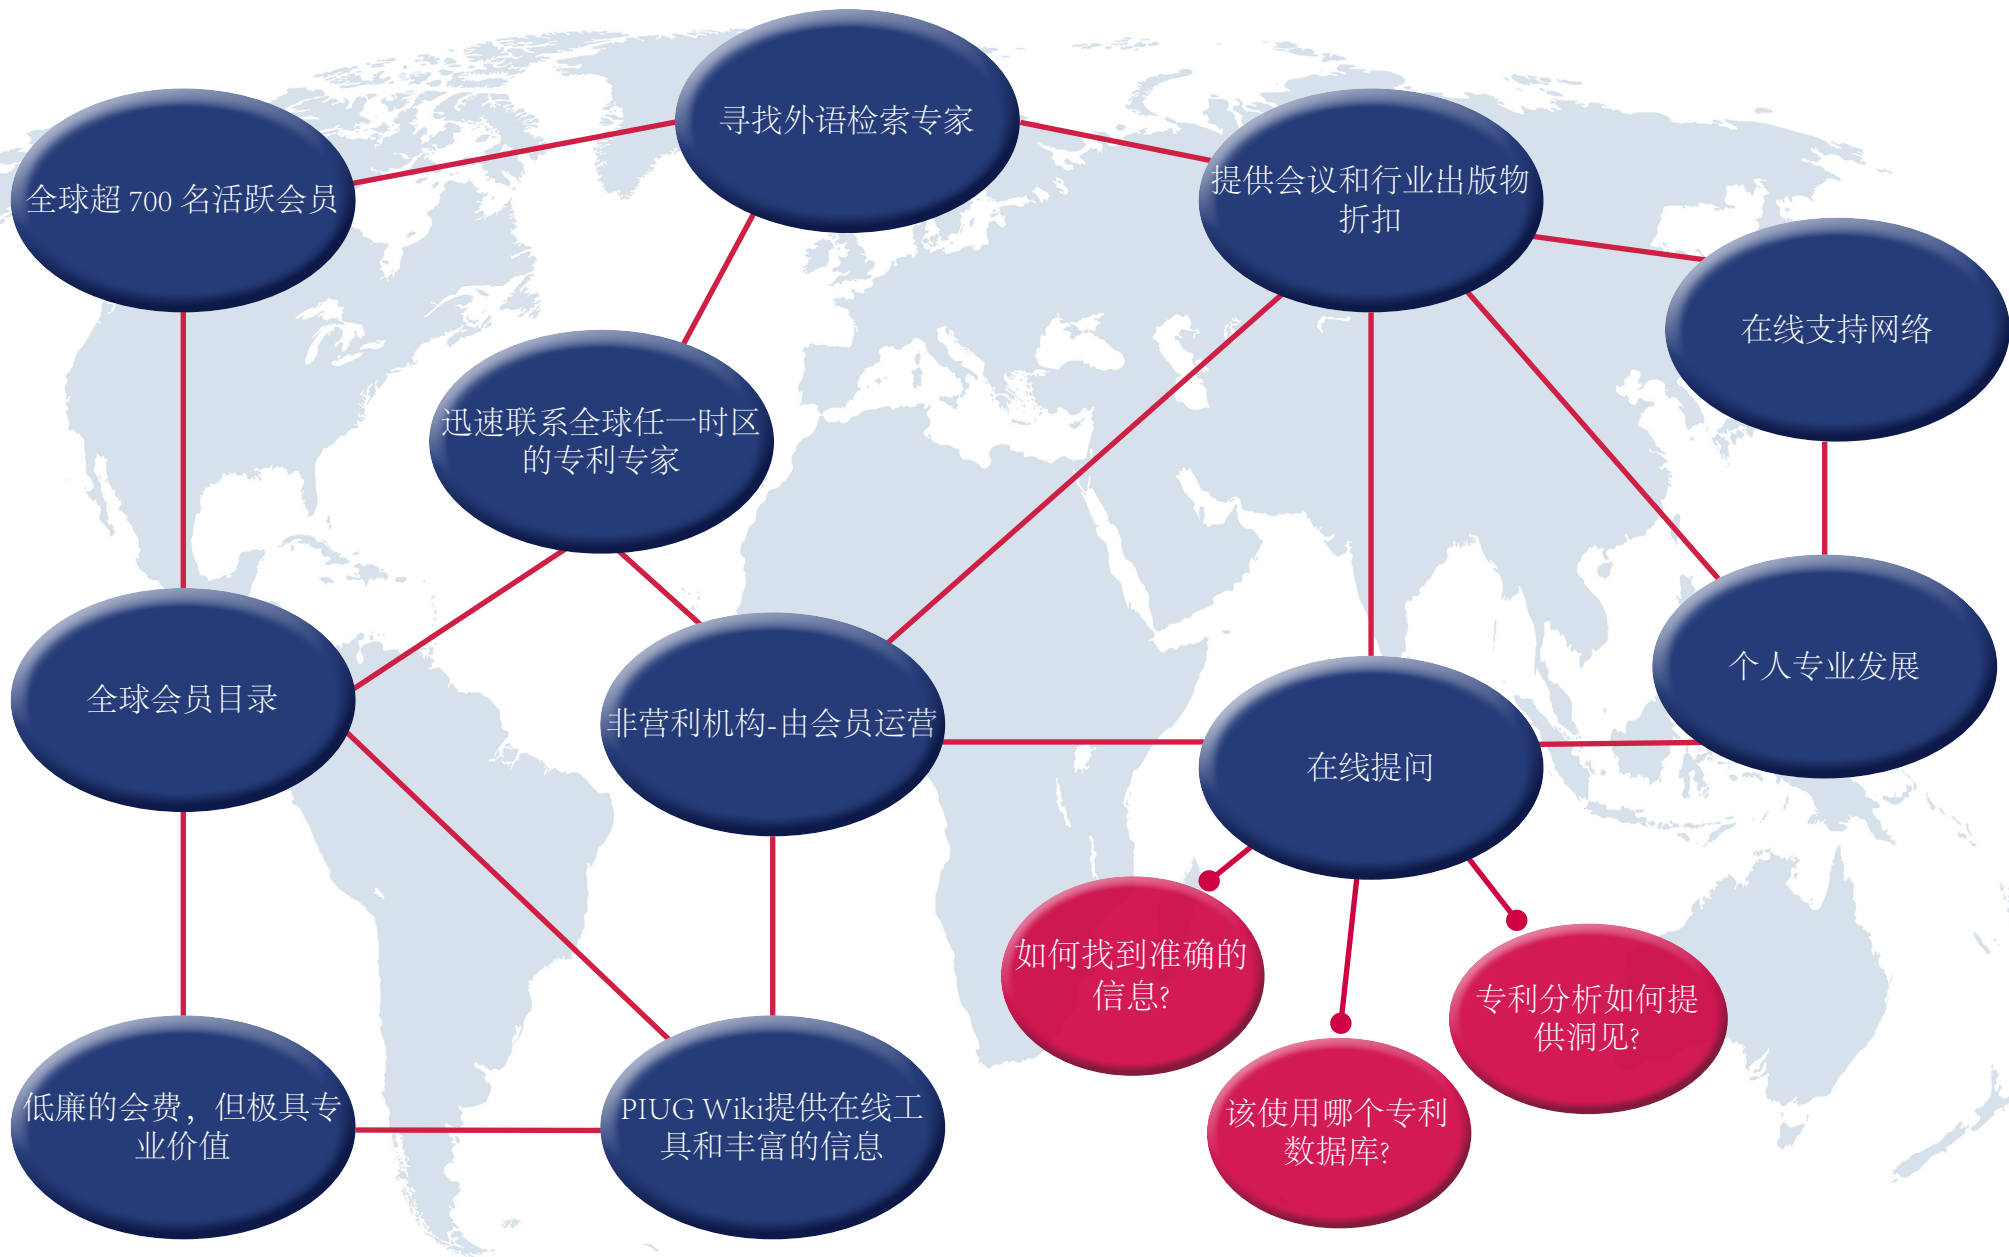 寻找外语检索专家
全球超 700 名活跃会员
提供会议和行业出版物
折扣
在线支持网络
迅速联系全球任一时区
的专利专家
全球会员目录
非营利机构-由会员运营
在线提问
个人专业发展
如何找到准确的
信息?
专利分析如何提
供洞见?
低廉的会费，但极具专
业价值
PIUG Wiki提供在线工
具和丰富的信息
该使用哪个专利
数据库?